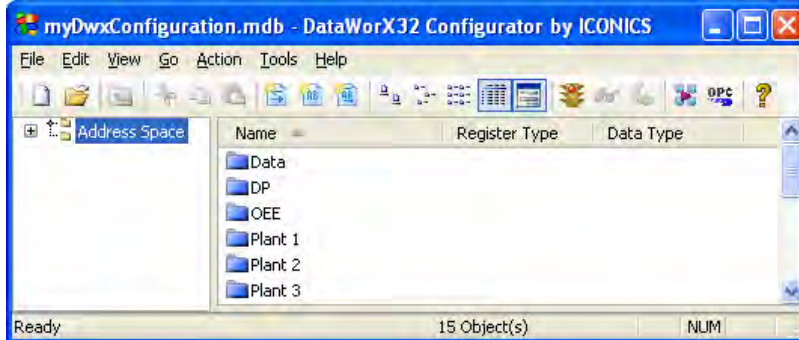 myDwxConfiguration.mdb - DataWorX32 Configurator by ICONICS
File Edit View Go Action Tools Help
OPC ?
Address Space
Name Register Type Data Type
Data
DP
OEE
Plant 1
Plant 2
Plant 3
Ready 15 Object(s) NUM